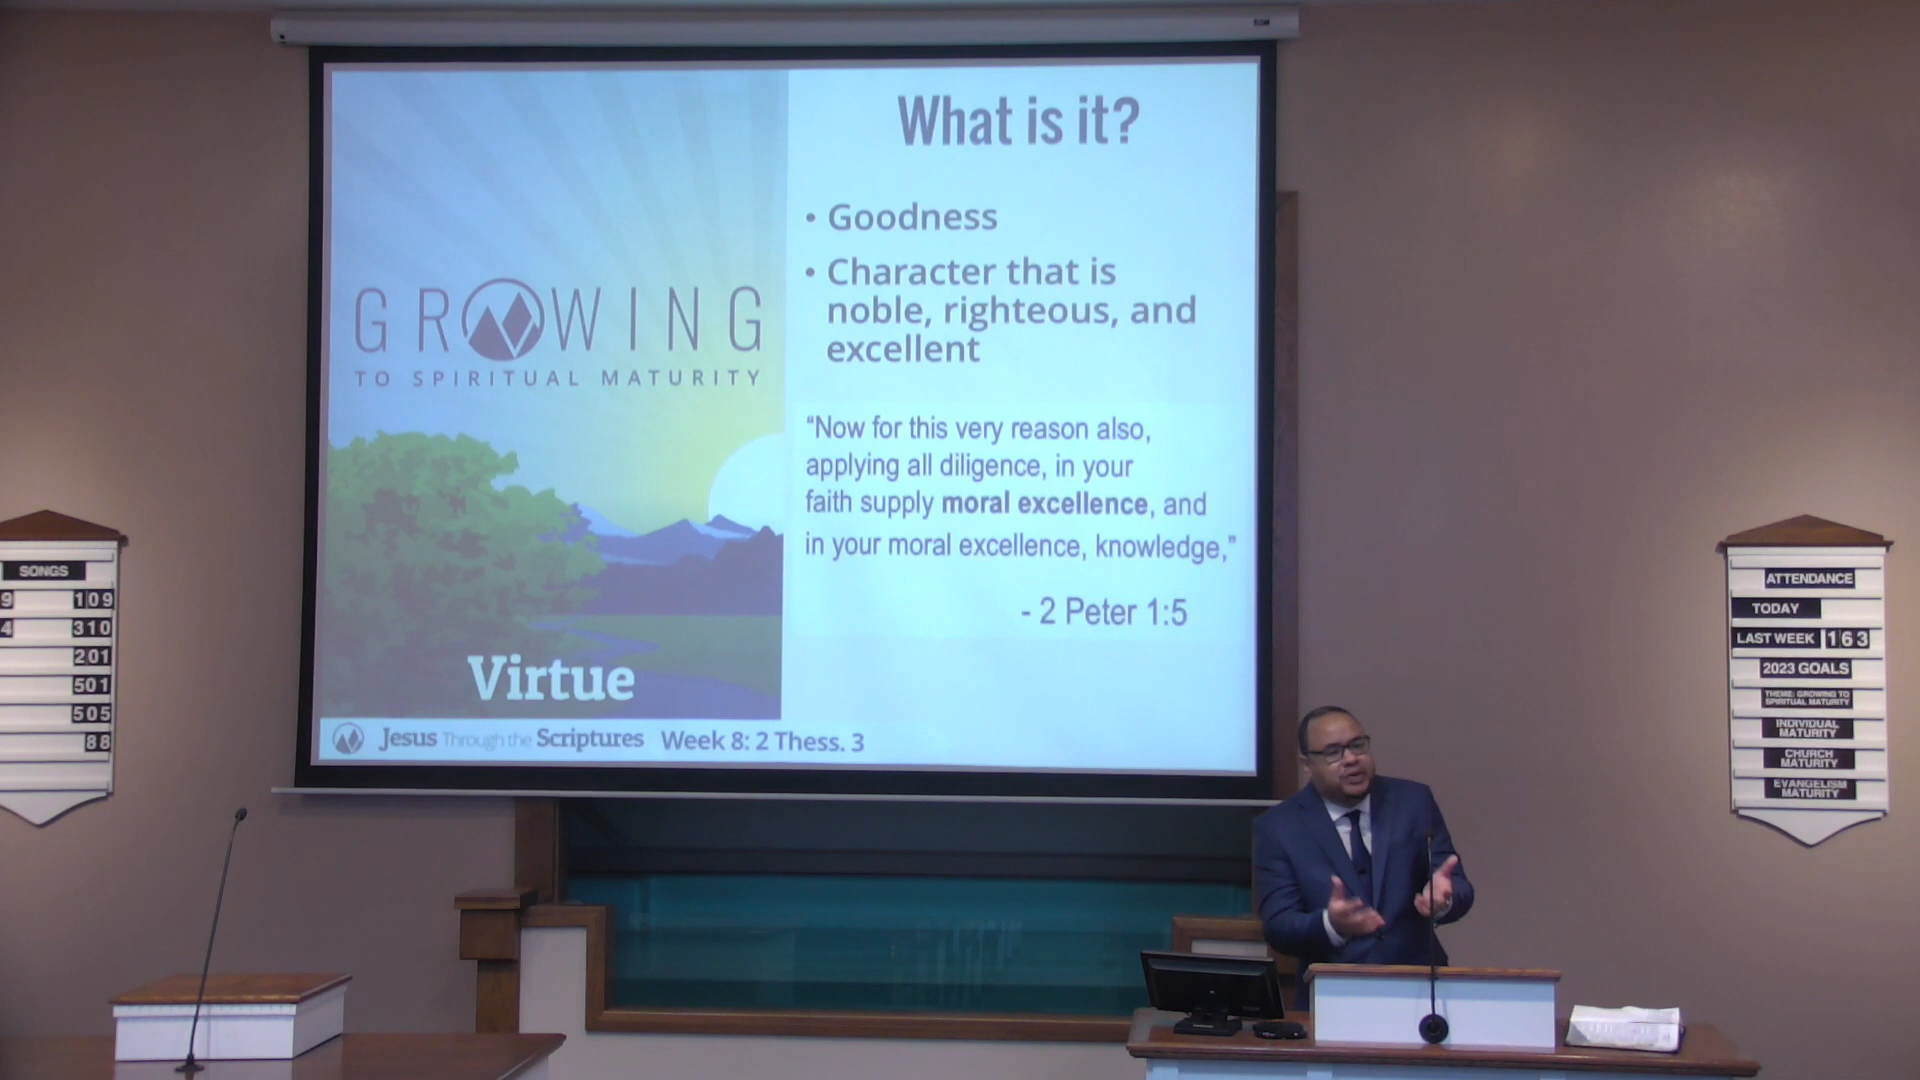 GROWING
TO SPIRITUAL MATURITY
Virtue
What is it?
• Goodness
• Character that is
noble, righteous, and
excellent
“Now for this very reason also,
applying all diligence, in your
faith supply moral excellence, and
in your moral excellence, knowledge,”
- 2 Peter 1:5
Jesus Through the Scriptures Week 8: 2 Thess. 3
SONGS
9 109
4 310
201
501
505
88
ATTENDANCE
TODAY
LAST WEEK 163
2023 GOALS
THEME: GROWING TO
SPIRITUAL MATURITY
INDIVIDUAL
MATURITY
CHURCH
MATURITY
EVANGELISM
MATURITY